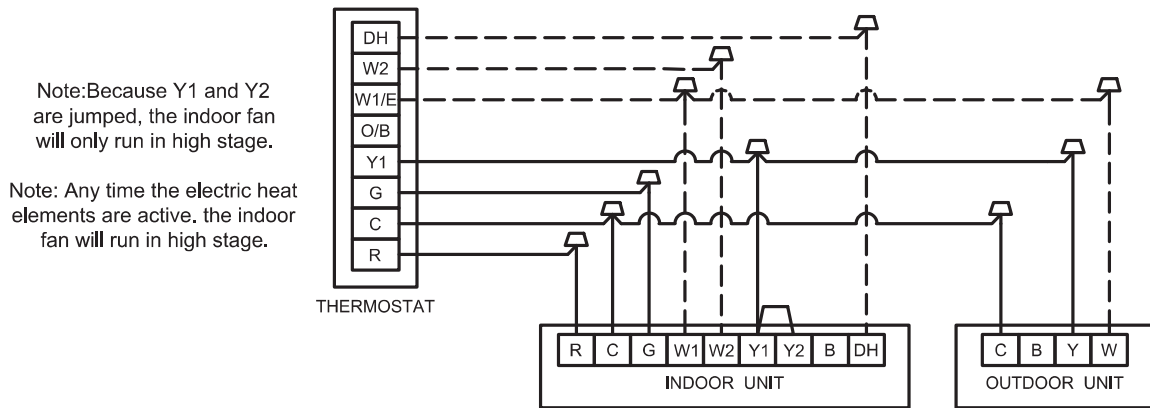 Note:Because Y1 and Y2
are jumped, the indoor fan
will only run in high stage.
Note: Any time the electric heat
elements are active, the indoor
fan will run in high stage.
DH
W2
W1/E
O/B
Y1
G
C
R
THERMOSTAT
R C G W1 W2 Y1 Y2 B DH
INDOOR UNIT
C B Y W
OUTDOOR UNIT